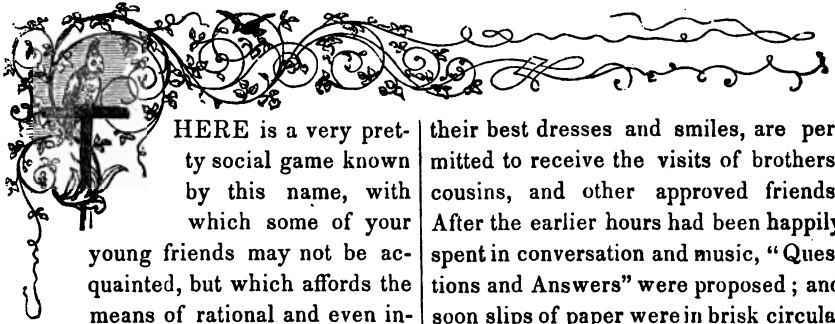 THERE is a very pret-
ty social game known
by this name, with
which some of your
young friends may not be ac-
quainted, but which affords the
means of rational and even in-
their best dresses and smiles, are per
mitted to receive the visits of brothers
cousins, and other approved friends
After the earlier hours had been happily
spent in conversation and music, “Ques
tions and Answers” were proposed ; and
soon slips of paper were in brisk circula